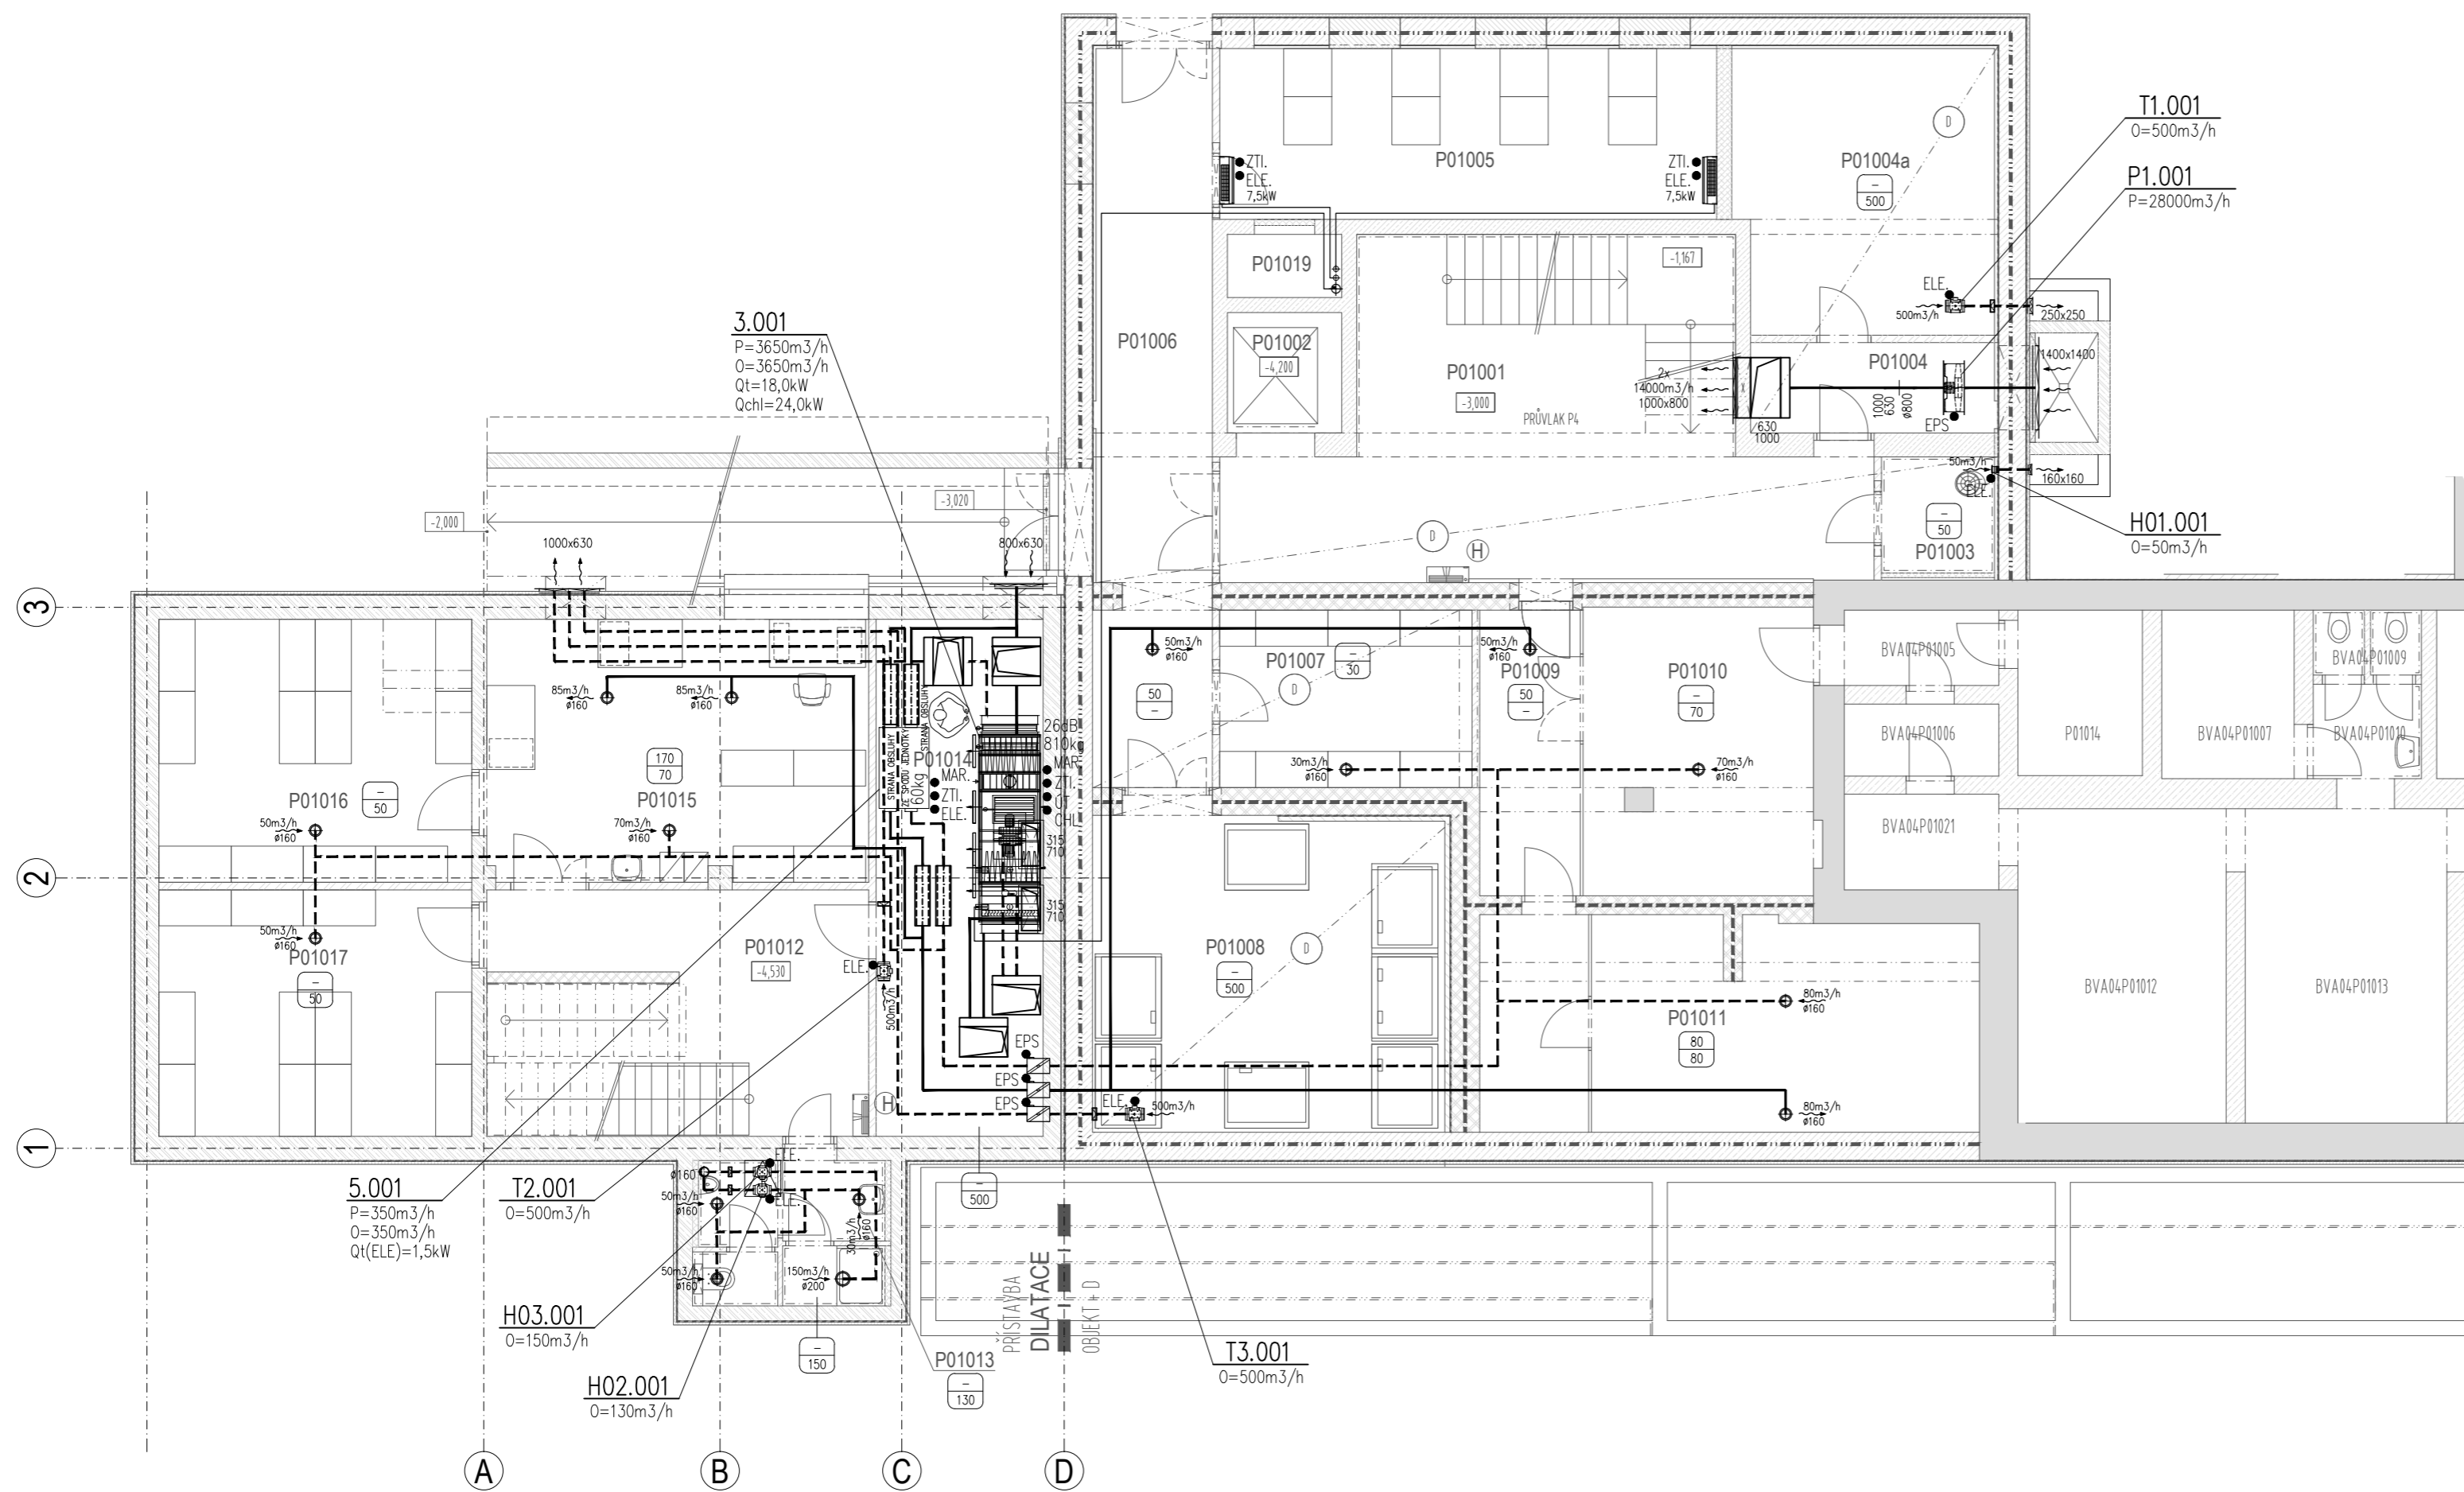 T1.001
O=500m3/h
P1.001
P=28000m3/h
P01005
P01004a
–
500
ZTI.
ELE.
7,5kW
ZTI.
ELE.
7,5kW
P01019
-1,167
ELE.
500m3/h
250x250
3.001
P=3650m3/h
O=3650m3/h
Qt=18,0kW
Qchl=24,0kW
P01006
P01002
-4,200
P01001
-3,000
2x
14000m3/h
1000x800
P01004
1400x1400
1000
630
ø800
EPS
630
1000
PRŮVLAK P4
50m3/h
ELE.
160x160
–
50
P01003
H01.001
O=50m3/h
D
D
H
-3,020
-2,000
1000x630
800x630
3
50m3/h
ø160
50
–
P01007
–
30
D
50m3/h
ø160
P01009
50
–
P01010
–
70
BVA04P01005
BVA04P01009
85m3/h
ø160
85m3/h
ø160
STRANA OBSLUHY
STRANA OBSLUHY
ZE SPODU JEDNOTKY
26dB
810kg
BVA04P01006
P01014
BVA04P01007
BVA04P01010
170
70
P01015
P01014
60kg
MAR.
ZTI.
ELE.
MAR.
ZTI.
ÚT
CHL.
30m3/h
ø160
70m3/h
ø160
P01016
–
50
50m3/h
ø160
70m3/h
ø160
BVA04P01021
315
710
2
315
710
50m3/h
ø160
P01017
–
50
P01012
-4,530
ELE.
500m3/h
P01008
–
500
D
BVA04P01012
BVA04P01013
80m3/h
ø160
P01011
80
80
EPS
EPS
EPS
H
ELE.
500m3/h
80m3/h
ø160
1
ELE.
ø160
ELE.
50m3/h
ø160
30m3/h
ø160
50m3/h
ø160
150m3/h
ø200
–
500
5.001
P=350m3/h
O=350m3/h
Qt(ELE)=1,5kW
T2.001
O=500m3/h
H03.001
O=150m3/h
H02.001
O=130m3/h
–
150
P01013
–
130
PŘÍSTAVBA
DILATACE
OBJEKT D
T3.001
O=500m3/h
A
B
C
D